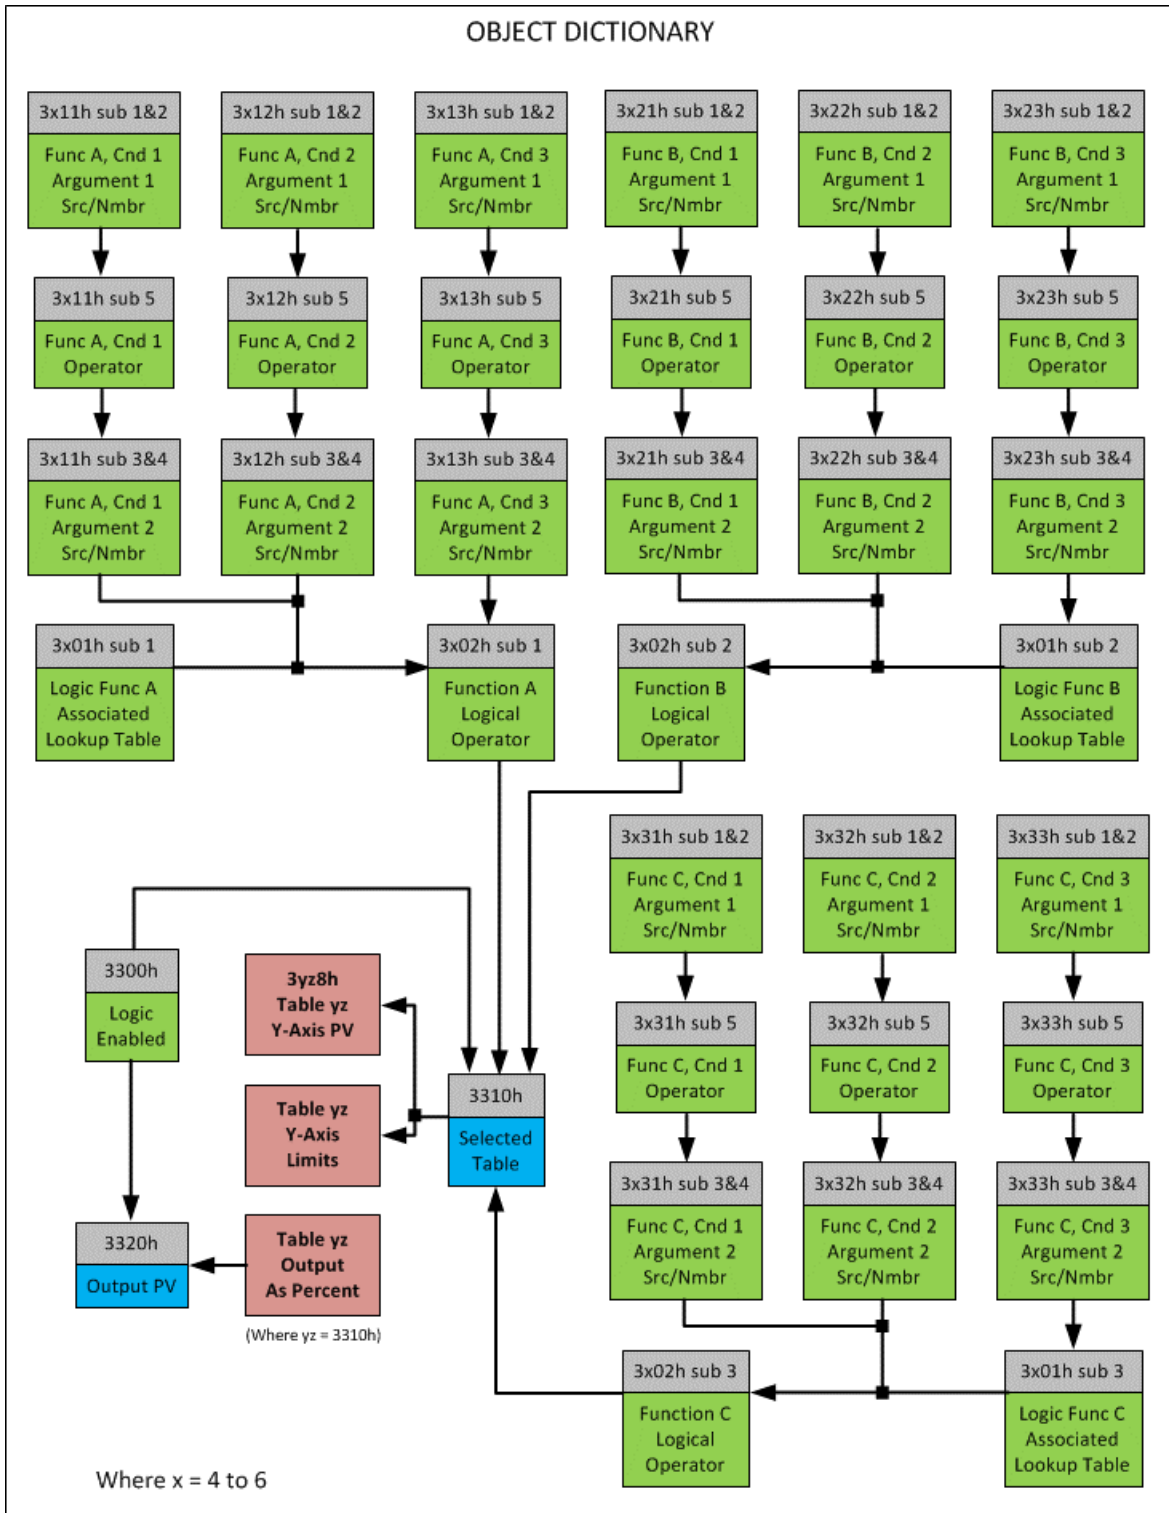 OBJECT DICTIONARY
3x11h sub 1&2
Func A, Cnd 1
Argument 1
Src/Nmbr
3x12h sub 1&2
Func A, Cnd 2
Argument 1
Src/Nmbr
3x13h sub 1&2
Func A, Cnd 3
Argument 1
Src/Nmbr
3x21h sub 1&2
Func B, Cnd 1
Argument 1
Src/Nmbr
3x22h sub 1&2
Func B, Cnd 2
Argument 1
Src/Nmbr
3x23h sub 1&2
Func B, Cnd 3
Argument 1
Src/Nmbr
3x11h sub 5
Func A, Cnd 1
Operator
3x12h sub 5
Func A, Cnd 2
Operator
3x13h sub 5
Func A, Cnd 3
Operator
3x21h sub 5
Func B, Cnd 1
Operator
3x22h sub 5
Func B, Cnd 2
Operator
3x23h sub 5
Func B, Cnd 3
Operator
3x11h sub 3&4
Func A, Cnd 1
Argument 2
Src/Nmbr
3x12h sub 3&4
Func A, Cnd 2
Argument 2
Src/Nmbr
3x13h sub 3&4
Func A, Cnd 3
Argument 2
Src/Nmbr
3x21h sub 3&4
Func B, Cnd 1
Argument 2
Src/Nmbr
3x22h sub 3&4
Func B, Cnd 2
Argument 2
Src/Nmbr
3x23h sub 3&4
Func B, Cnd 3
Argument 2
Src/Nmbr
3x01h sub 1
Logic Func A
Associated
Lookup Table
3x02h sub 1
Function A
Logical
Operator
3x02h sub 2
Function B
Logical
Operator
3x01h sub 2
Logic Func B
Associated
Lookup Table
3x31h sub 1&2
Func C, Cnd 1
Argument 1
Src/Nmbr
3x32h sub 1&2
Func C, Cnd 2
Argument 1
Src/Nmbr
3x33h sub 1&2
Func C, Cnd 3
Argument 1
Src/Nmbr
3300h
Logic
Enabled
3yz8h
Table yz
Y-Axis PV
3x31h sub 5
Func C, Cnd 1
Operator
3x32h sub 5
Func C, Cnd 2
Operator
3x33h sub 5
Func C, Cnd 3
Operator
Table yz
Y-Axis
Limits
3310h
Selected
Table
3x31h sub 3&4
Func C, Cnd 1
Argument 2
Src/Nmbr
3x32h sub 3&4
Func C, Cnd 2
Argument 2
Src/Nmbr
3x33h sub 3&4
Func C, Cnd 3
Argument 2
Src/Nmbr
3320h
Output PV
Table yz
Output
As Percent
(Where yz = 3310h)
3x02h sub 3
Function C
Logical
Operator
3x01h sub 3
Logic Func C
Associated
Lookup Table
Where x = 4 to 6